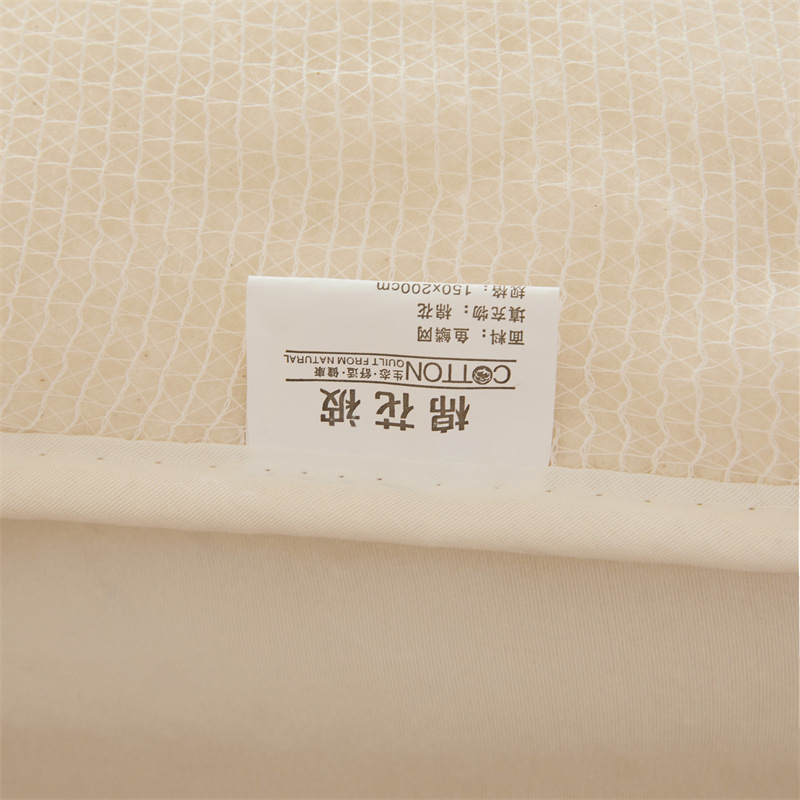 棉花被
COTTON 生态·舒适·健康
QUILT FROM NATURAL
面料：鱼鳞网
填充物：棉花
规格：150x200cm